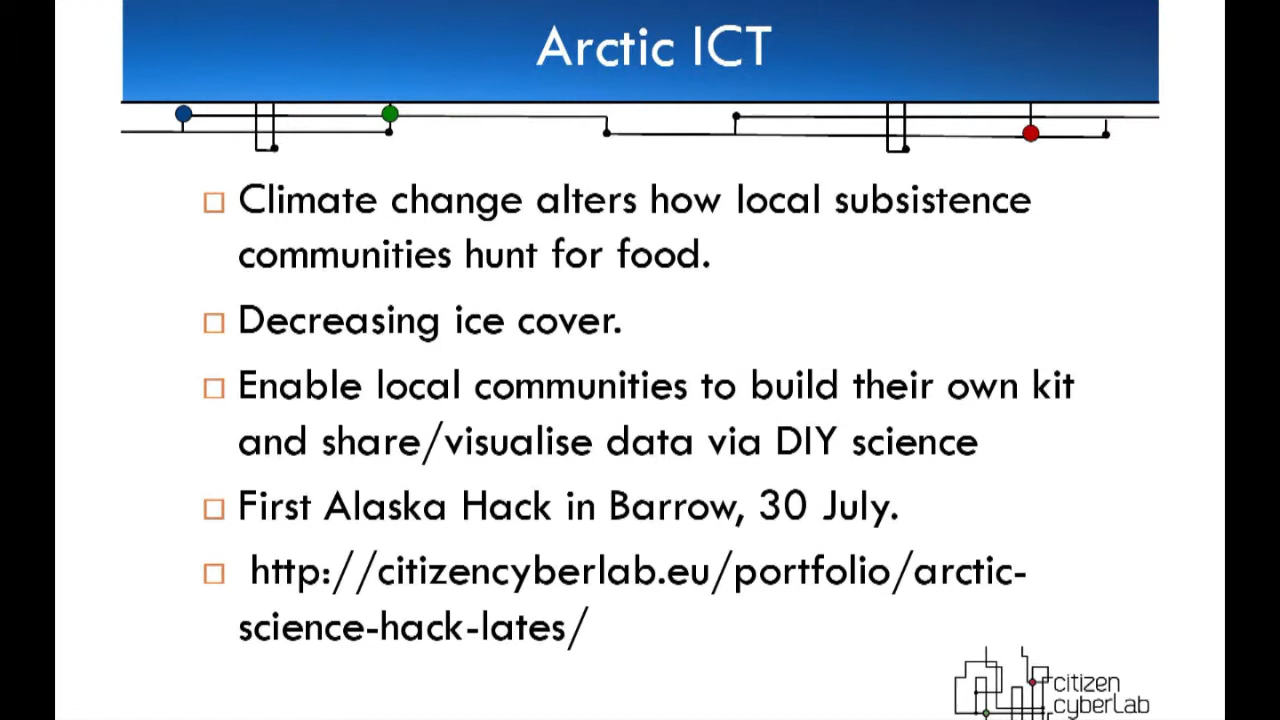 Arctic ICT
Climate change alters how local subsistence
communities hunt for food.
Decreasing ice cover.
Enable local communities to build their own kit
and share/visualise data via DIY science
First Alaska Hack in Barrow, 30 July.
http://citizencyberlab.eu/portfolio/arctic-
science-hack-lates/
citizen
cyberLab